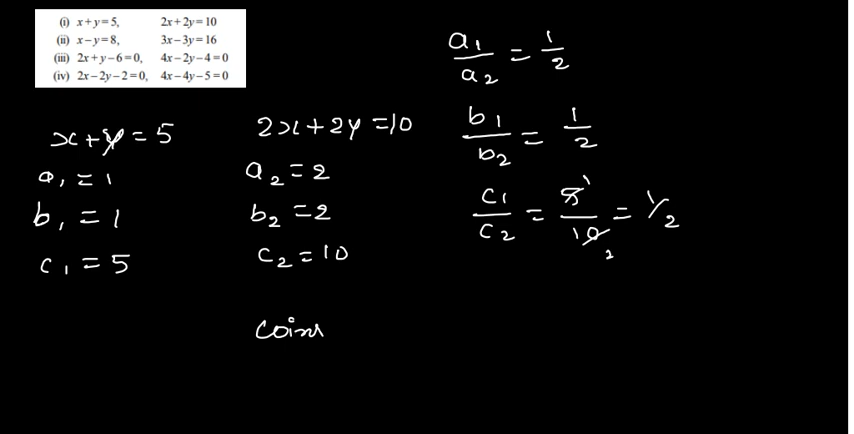 (i) x+y=5, 2x+2y=10
(ii) x−y=8, 3x−3y=16
(iii) 2x+y−6=0, 4x−2y−4=0
(iv) 2x−2y−2=0, 4x−4y−5=0
x+y=5
a₁=1
b₁=1
c₁=5
2x+2y=10
a₂=2
b₂=2
c₂=10
a₁/a₂ = 1/2
b₁/b₂ = 1/2
c₁/c₂ = 5 1/10 2 = 1/2